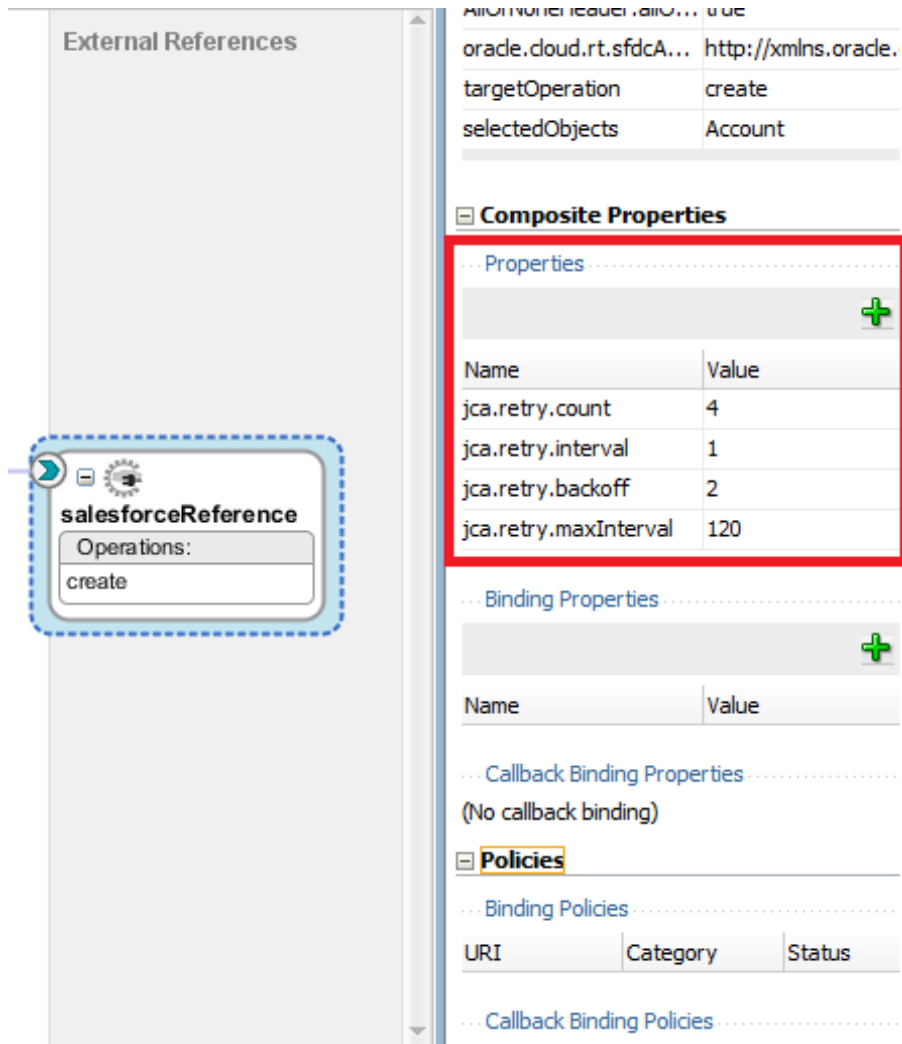 External References
salesforceReference
Operations:
create
true
oracle.cloud.rt.sfdcA... http://xmlns.oracle.
targetOperation create
selectedObjects Account
Composite Properties
Properties
Name Value
jca.retry.count 4
jca.retry.interval 1
jca.retry.backoff 2
jca.retry.maxInterval 120
Binding Properties
Name Value
Callback Binding Properties
(No callback binding)
Policies
Binding Policies
URI Category Status
Callback Binding Policies